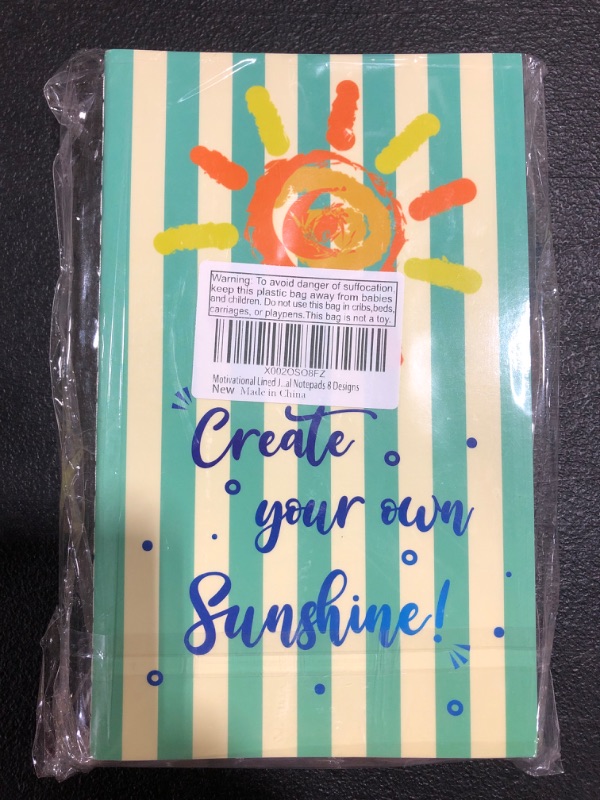 Warning: To avoid danger of suffocation
keep this plastic bag away from babies
and children. Do not use this bag in cribs,beds,
carriages, or playpens.This bag is not a toy.
X002OSO8FZ
Motivational Lined J...al Notepads 8 Designs
New Made in China
Create
your own
Sunshine!